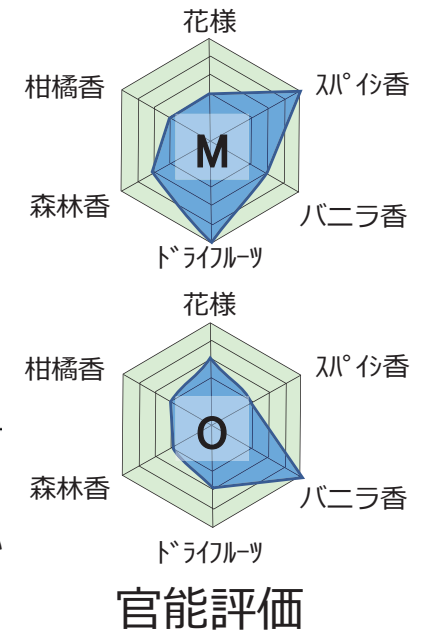 花様
柑橘香
ｽﾊﾟｲｼ香
M
森林香
バニラ香
ﾄﾞﾗｲﾌﾙｰﾂ
花様
柑橘香
ｽﾊﾟｲｼ香
O
森林香
バニラ香
ﾄﾞﾗｲﾌﾙｰﾂ
官能評価